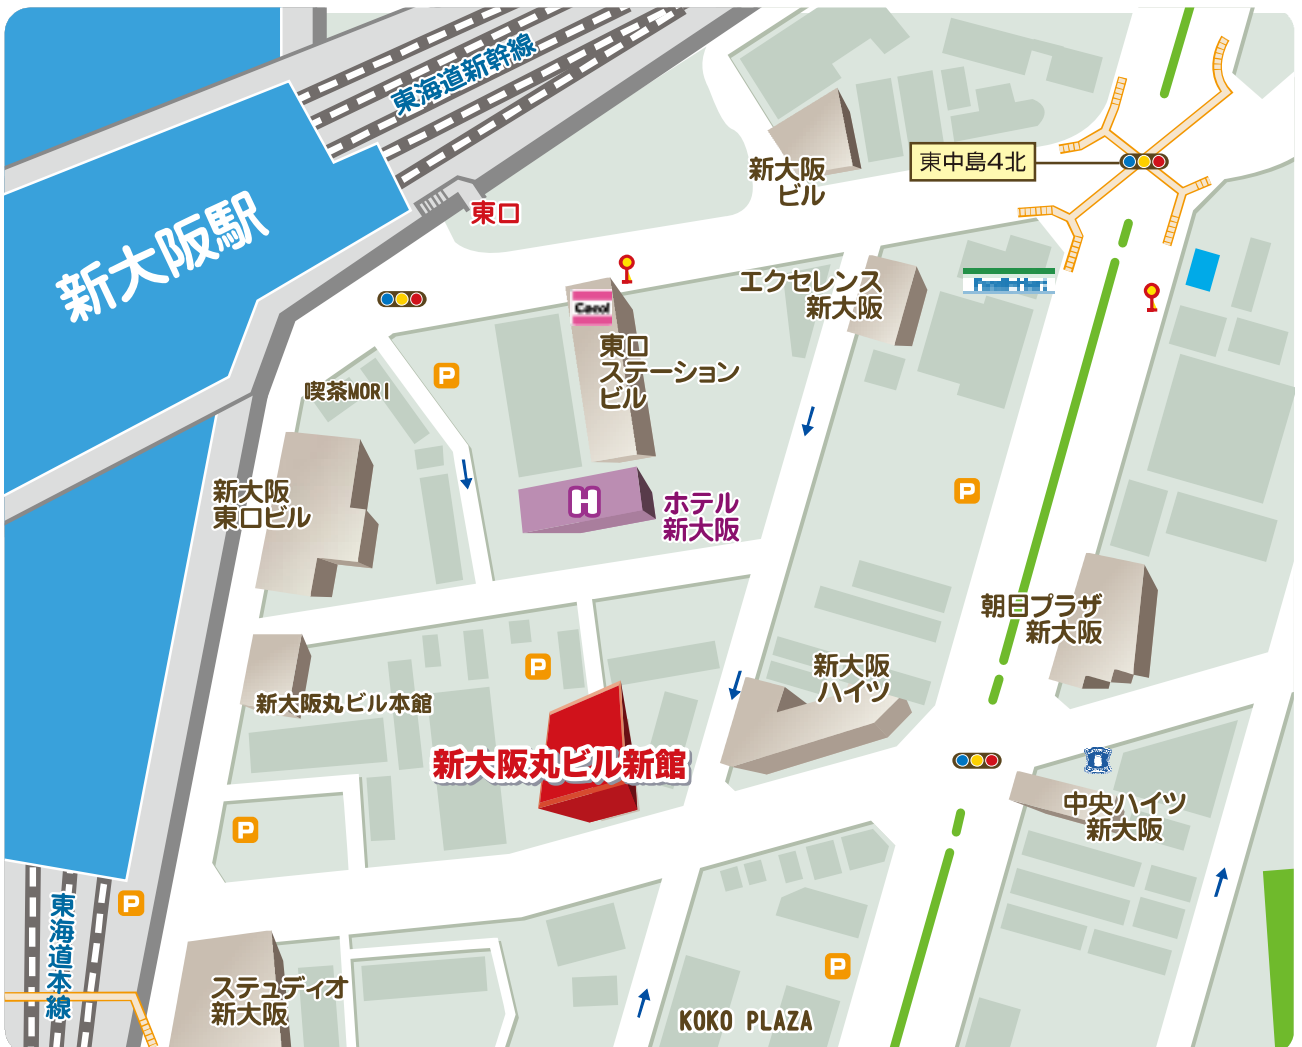 東海道新幹線
新大阪駅
東口
新大阪
ビル
東中島4北
エクセレンス
新大阪
Carol
東口
ステーション
ビル
P
喫茶MORI
新大阪
東口ビル
H
ホテル
新大阪
P
朝日プラザ
新大阪
新大阪
ハイツ
P
新大阪丸ビル本館
新大阪丸ビル新館
中央ハイツ
新大阪
P
P
東海道本線
P
ステュディオ
新大阪
KOKO PLAZA